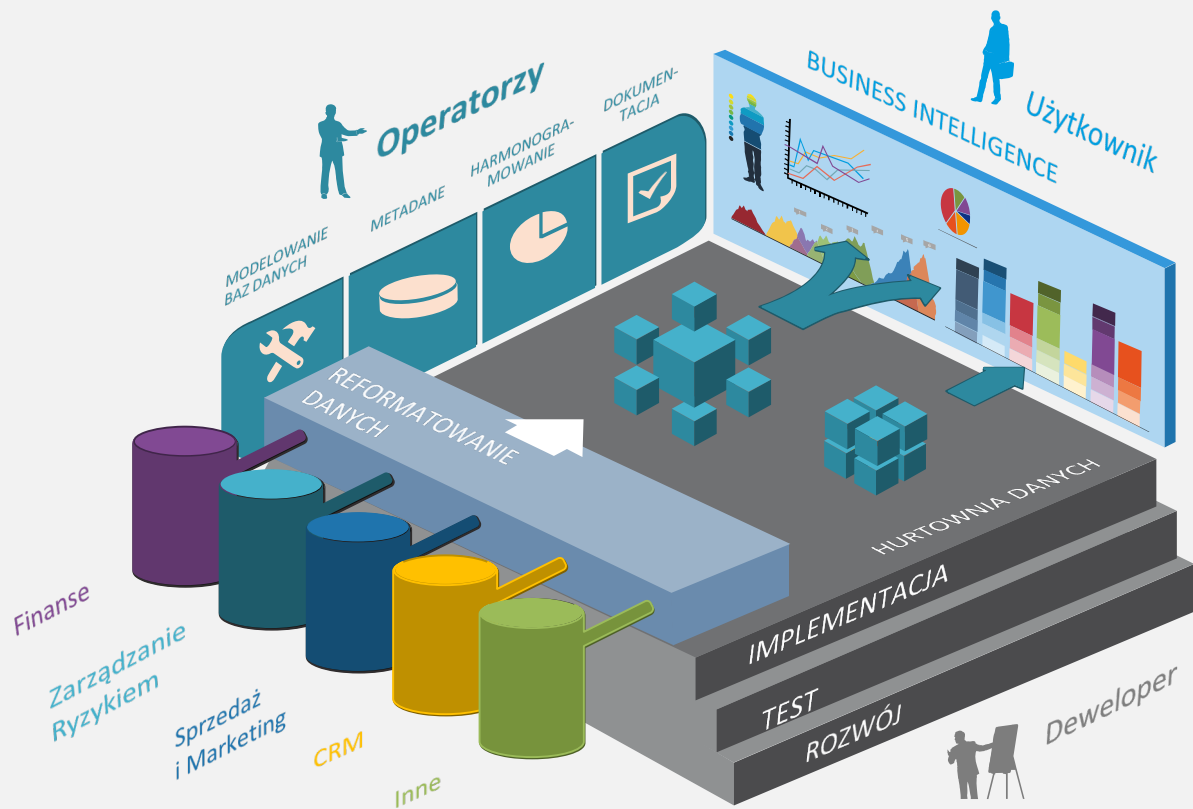 Operatorzy
MODELOWANIE
BAZ DANYCH
METADANE
HARMONOGRA-
MOWANIE
DOKUMEN-
TACJA
BUSINESS INTELLIGENCE
Użytkownik
REFORMATOWANIE
DANYCH
HURTOWNIA DANYCH
IMPLEMENTACJA
TEST
ROZWÓJ
Deweloper
Finanse
Zarządzanie
Ryzykiem
Sprzedaż
i Marketing
CRM
Inne